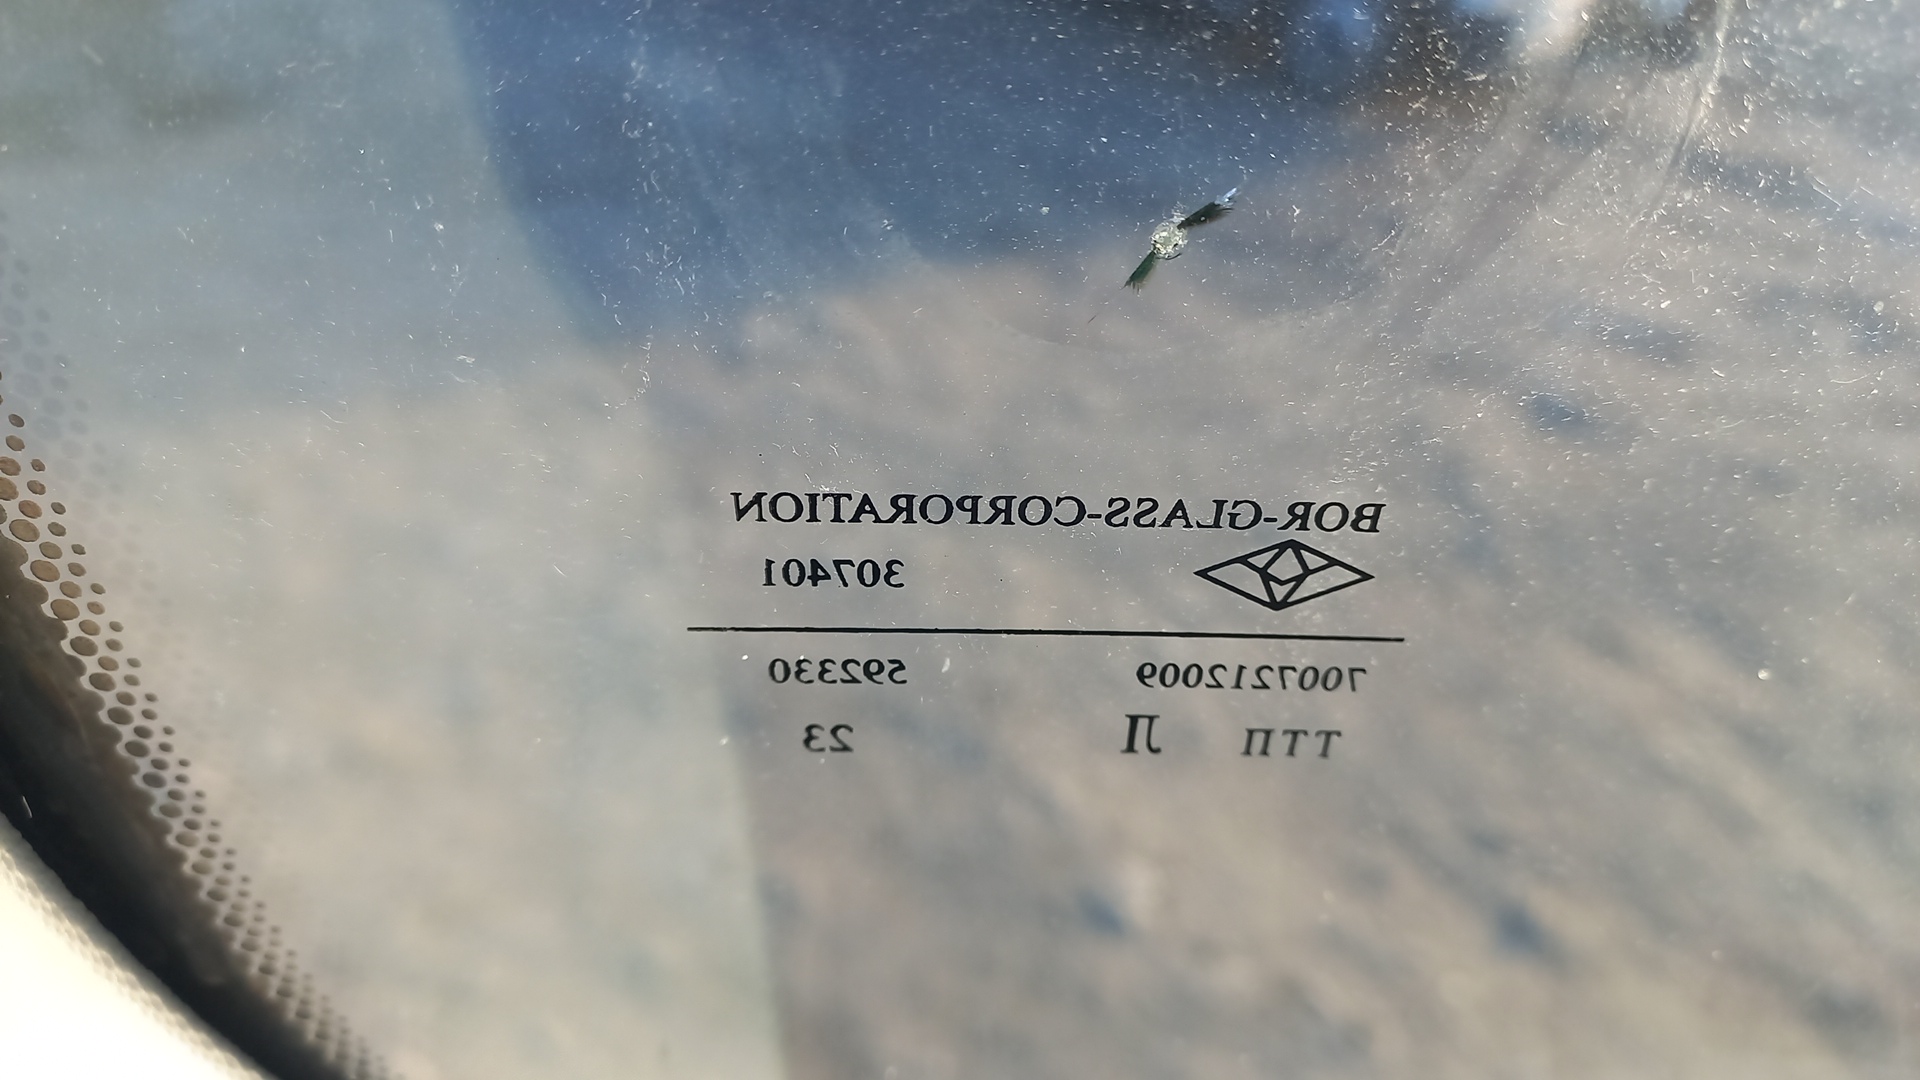 BOR-GLASS-CORPORATION
307401
7007212009 592330
ТТП Л 23